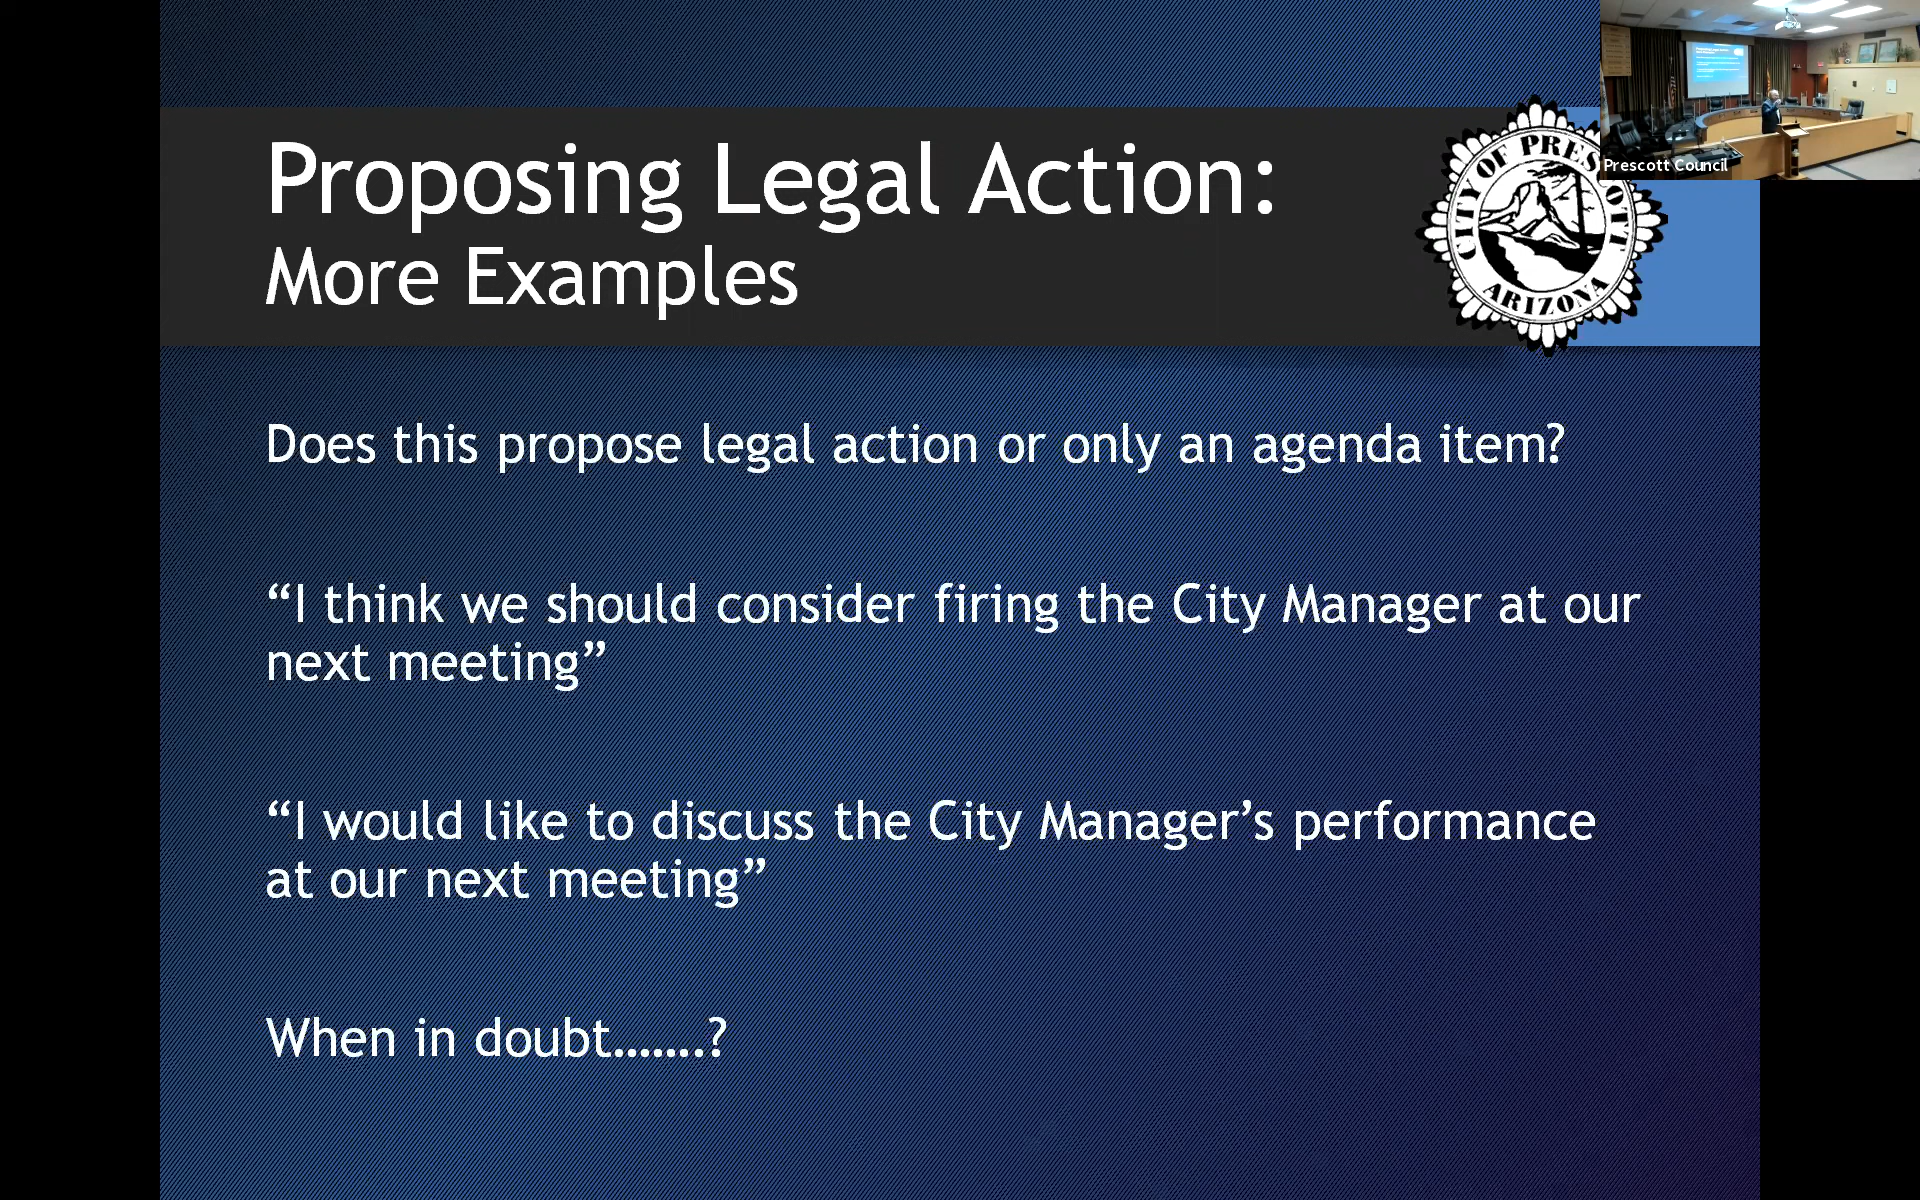 Proposing Legal Action:
More Examples
CITY OF PRES
OTT
ARIZONA
Prescott Council
Does this propose legal action or only an agenda item?
“I think we should consider firing the City Manager at our
next meeting”
“I would like to discuss the City Manager’s performance
at our next meeting”
When in doubt…….?